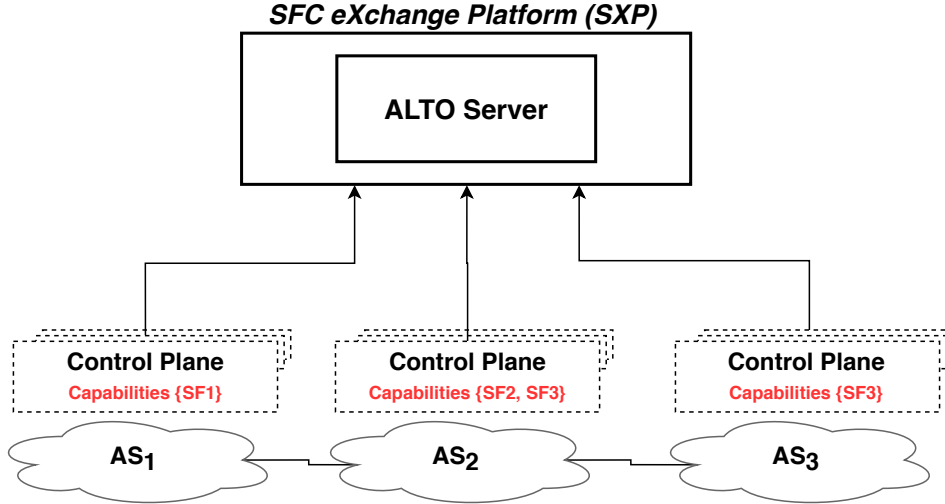 SFC eXchange Platform (SXP)
ALTO Server
Control Plane
Capabilities {SF1}
Control Plane
Capabilities {SF2, SF3}
Control Plane
Capabilities {SF3}
AS1
AS2
AS3